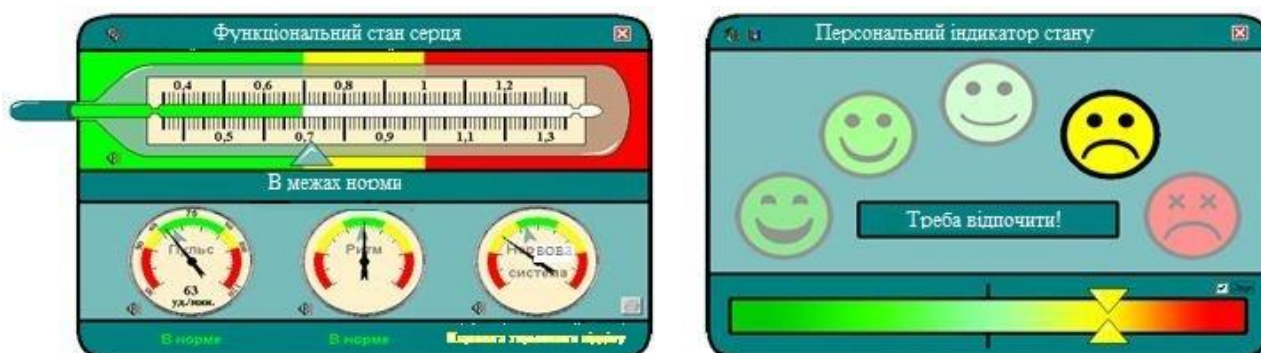 Функціональний стан серця
0,4 0,6 0,8 1 1,2
0,5 0,7 0,9 1,1 1,3
В межах норми
75
Пульс
63
уд./мин.
Ритм
Нервова
система
В норме
В норме
Персональний індикатор стану
Треба відпочити!